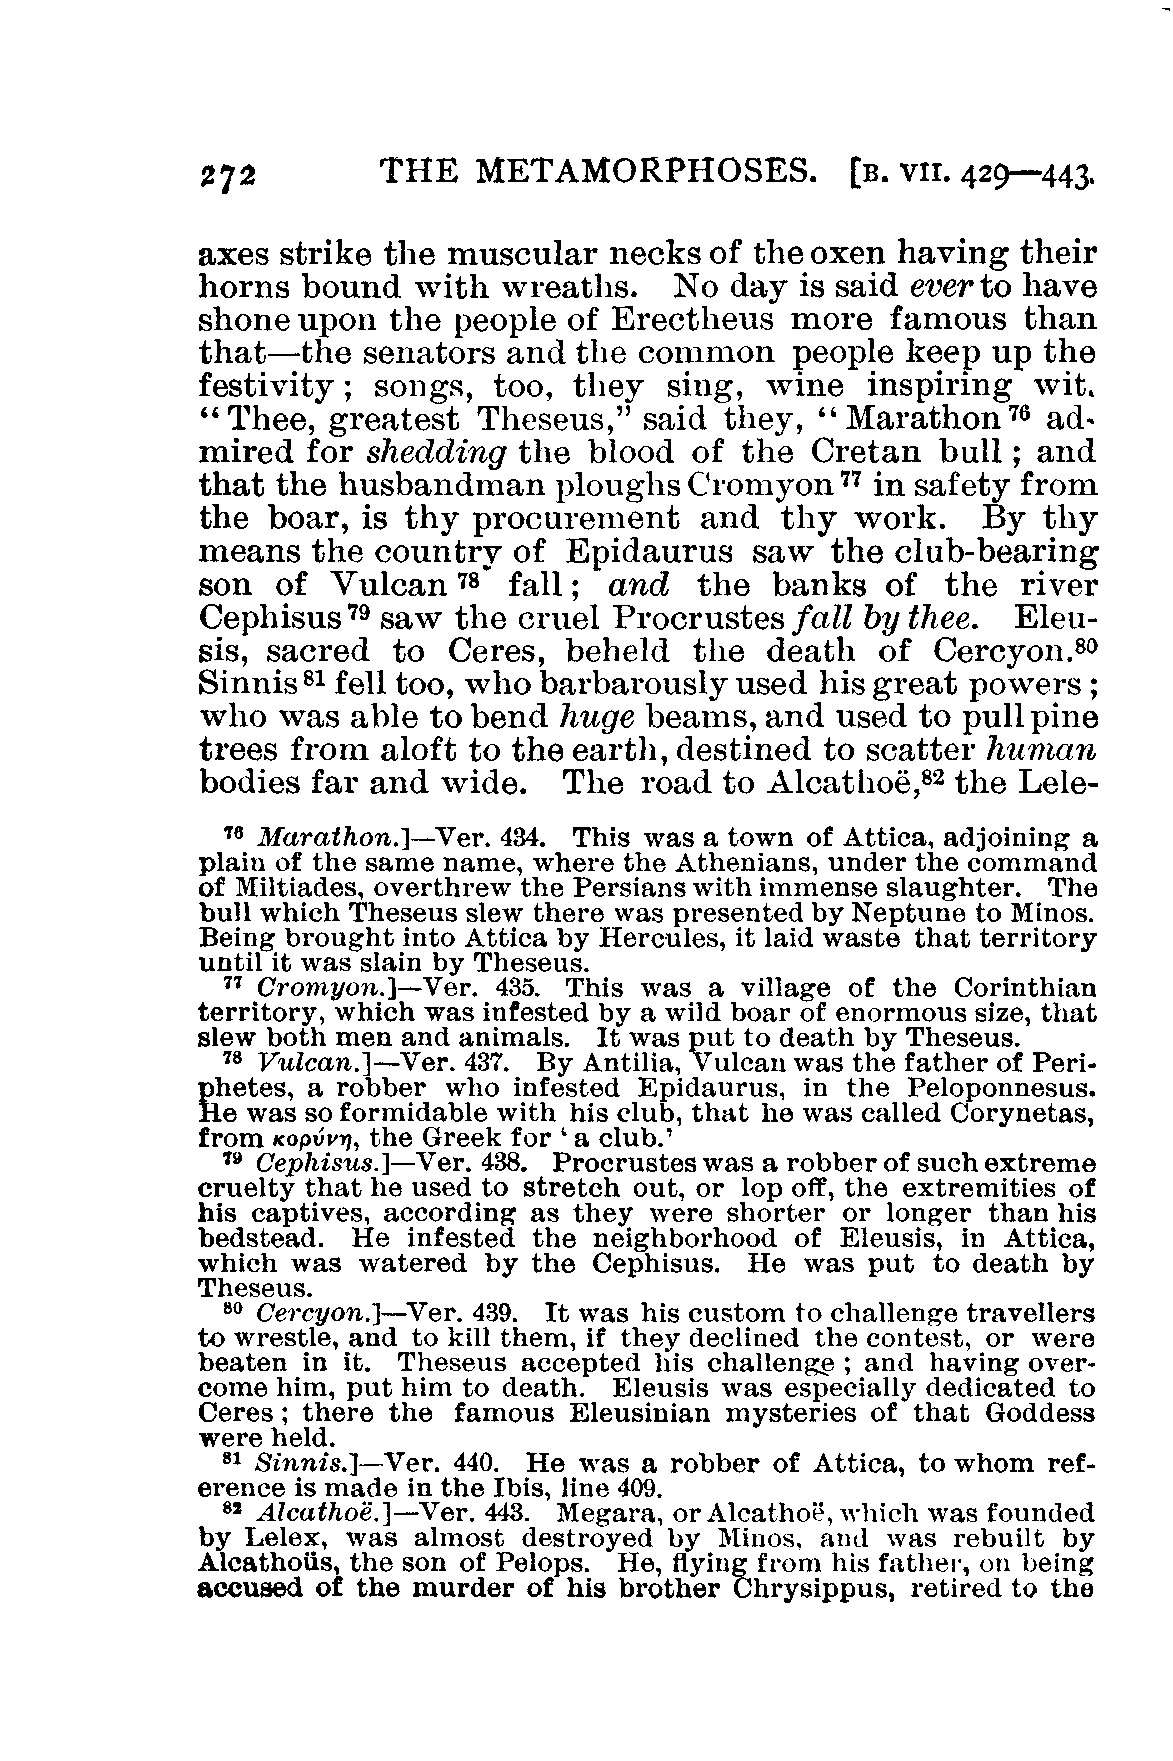 272 THE METAMORPHOSES. [B. VII. 429—443.
axes strike the muscular necks of the oxen having their
horns bound with wreaths. No day is said ever to have
shone upon the people of Erectheus more famous than
that—the senators and the common people keep up the
festivity; songs, too, they sing, wine inspiring wit.
“Thee, greatest Theseus,” said they, “Marathon⁷⁶ ad-
mired for shedding the blood of the Cretan bull; and
that the husbandman ploughs Cromyon⁷⁷ in safety from
the boar, is thy procurement and thy work. By thy
means the country of Epidaurus saw the club-bearing
son of Vulcan⁷⁸ fall; and the banks of the river
Cephisus⁷⁹ saw the cruel Procrustes fall by thee. Eleu-
sis, sacred to Ceres, beheld the death of Cercyon.⁸⁰
Sinnis⁸¹ fell too, who barbarously used his great powers;
who was able to bend huge beams, and used to pull pine
trees from aloft to the earth, destined to scatter human
bodies far and wide. The road to Alcathoë,⁸² the Lele-
⁷⁶ Marathon.]—Ver. 434. This was a town of Attica, adjoining a
plain of the same name, where the Athenians, under the command
of Miltiades, overthrew the Persians with immense slaughter. The
bull which Theseus slew there was presented by Neptune to Minos.
Being brought into Attica by Hercules, it laid waste that territory
until it was slain by Theseus.
⁷⁷ Cromyon.]—Ver. 435. This was a village of the Corinthian
territory, which was infested by a wild boar of enormous size, that
slew both men and animals. It was put to death by Theseus.
⁷⁸ Vulcan.]—Ver. 437. By Antilia, Vulcan was the father of Peri-
phetes, a robber who infested Epidaurus, in the Peloponnesus.
He was so formidable with his club, that he was called Corynetas,
from κορύνη, the Greek for ‘a club.’
⁷⁹ Cephisus.]—Ver. 438. Procrustes was a robber of such extreme
cruelty that he used to stretch out, or lop off, the extremities of
his captives, according as they were shorter or longer than his
bedstead. He infested the neighborhood of Eleusis, in Attica,
which was watered by the Cephisus. He was put to death by
Theseus.
⁸⁰ Cercyon.]—Ver. 439. It was his custom to challenge travellers
to wrestle, and to kill them, if they declined the contest, or were
beaten in it. Theseus accepted his challenge; and having over-
come him, put him to death. Eleusis was especially dedicated to
Ceres; there the famous Eleusinian mysteries of that Goddess
were held.
⁸¹ Sinnis.]—Ver. 440. He was a robber of Attica, to whom ref-
erence is made in the Ibis, line 409.
⁸² Alcathoë.]—Ver. 443. Megara, or Alcathoë, which was founded
by Lelex, was almost destroyed by Minos, and was rebuilt by
Alcathoüs, the son of Pelops. He, flying from his father, on being
accused of the murder of his brother Chrysippus, retired to the